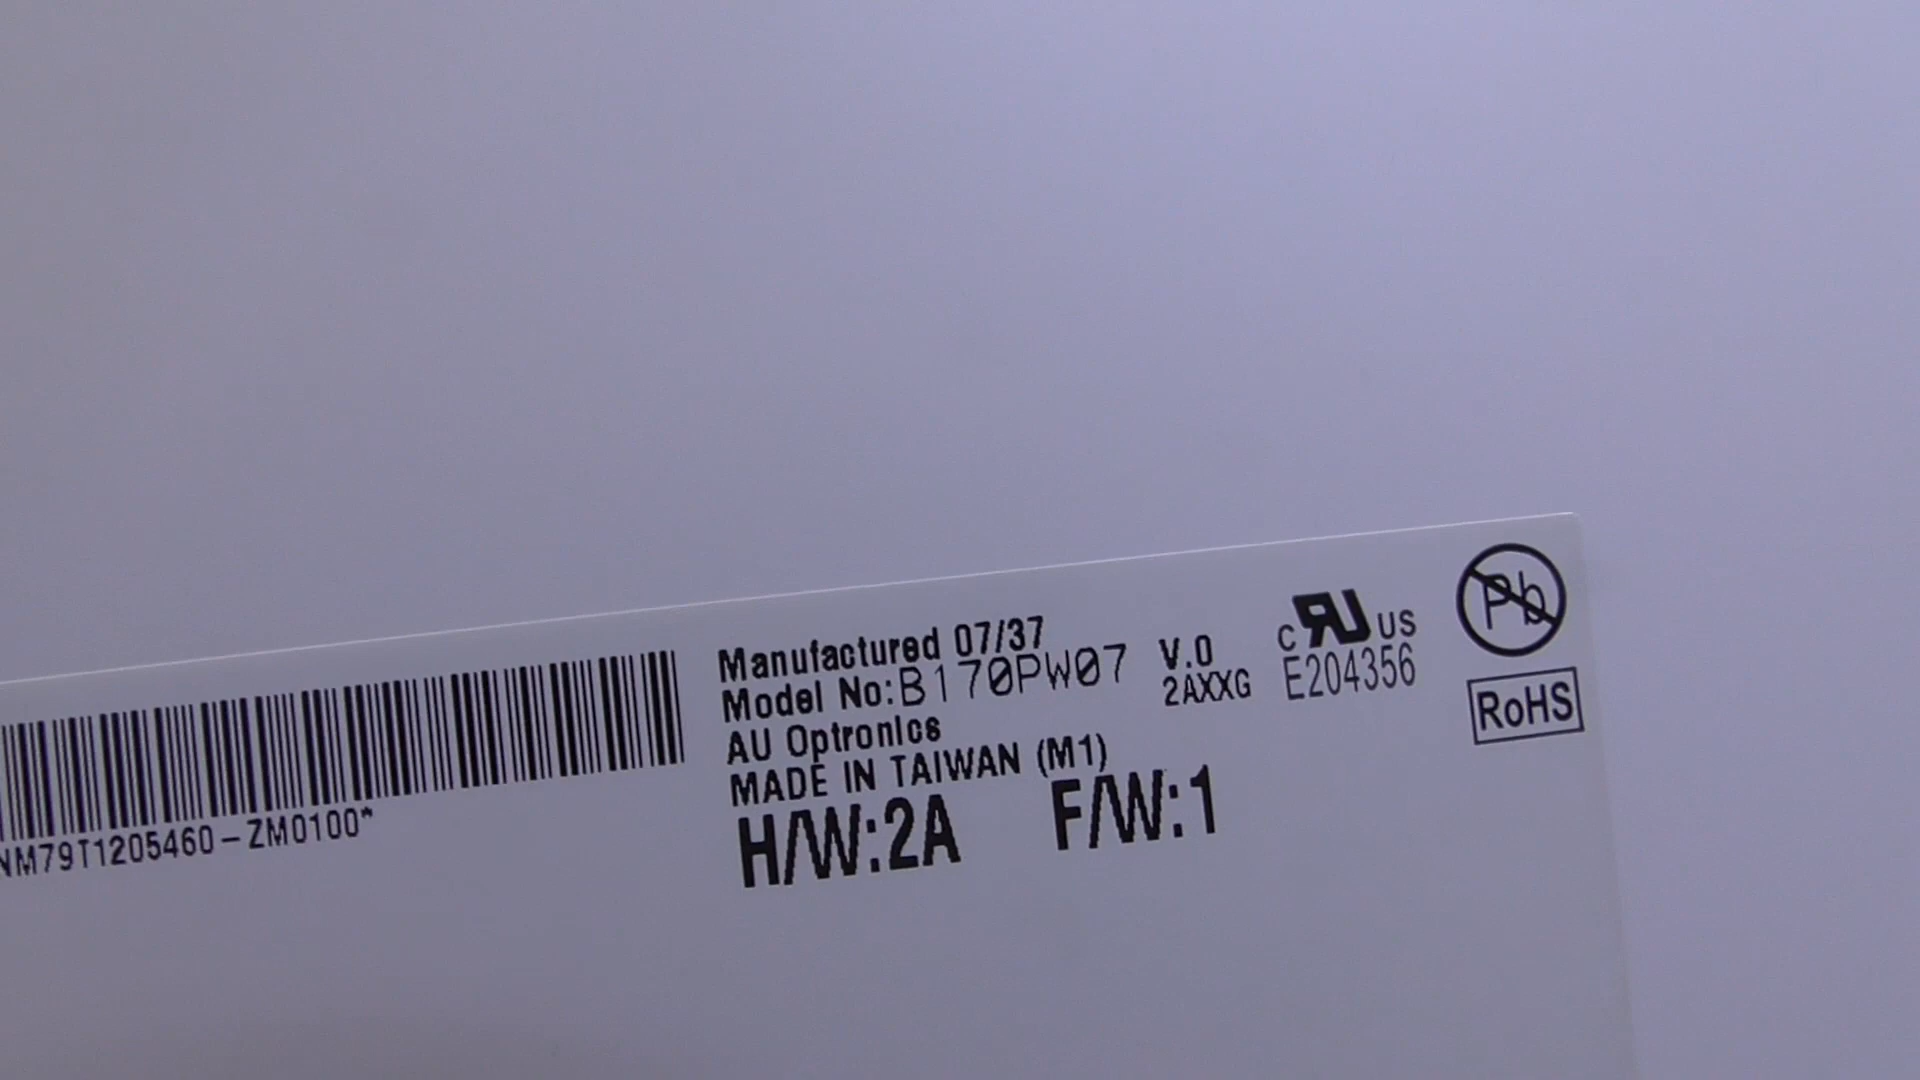 Manufactured 07/37
Model No:B170PW07 V.0
2AXXG
AU Optronics
MADE IN TAIWAN (M1)
H/W:2A F/W:1
c RU US
E204356
Pb
RoHS
NM79T1205460-ZM0100*